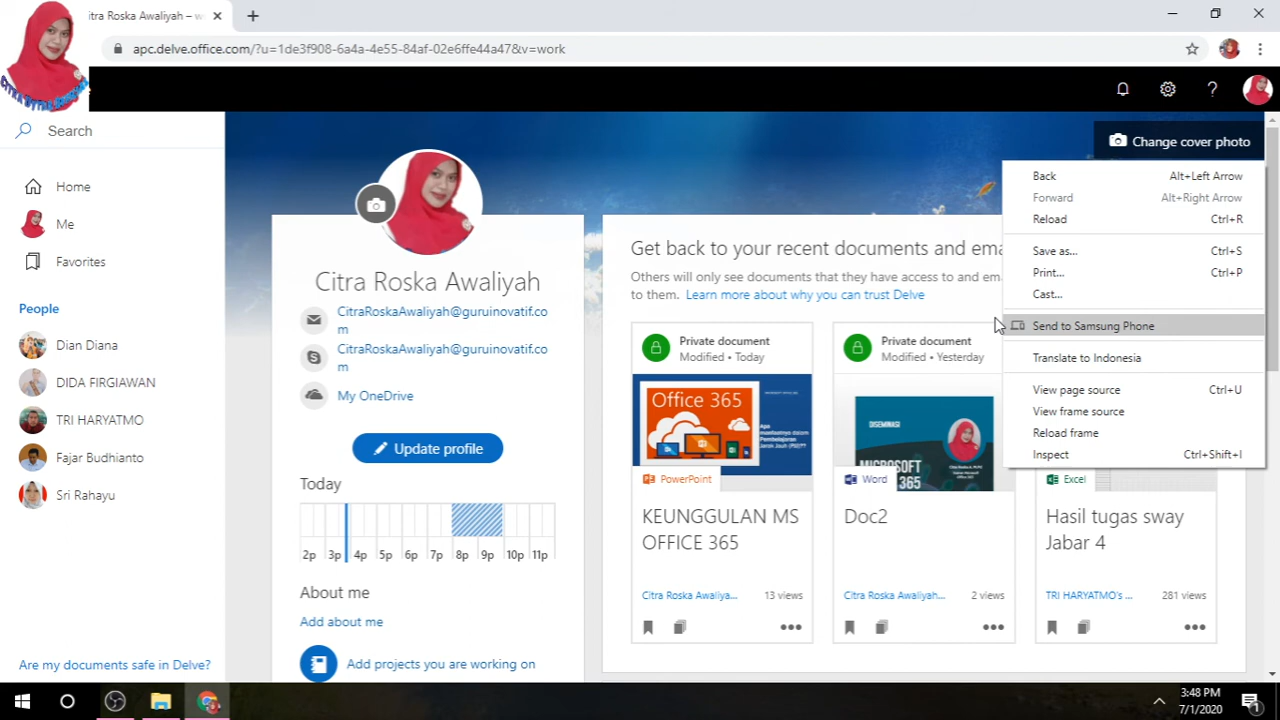 itra Roska Awaliyah – w
apc.delve.office.com/?u=1de3f908-6a4a-4e55-84af-02e6ffe44a47&v=work
Search
Home
Me
Favorites
People
Dian Diana
DIDA FIRGIAWAN
TRI HARYATMO
Fajar Budhianto
Sri Rahayu
Are my documents safe in Delve?
Change cover photo
Citra Roska Awaliyah
CitraRoskaAwaliyah@guruinovatif.co
m
CitraRoskaAwaliyah@guruinovatif.co
m
My OneDrive
Update profile
Today
2p 3p 4p 5p 6p 7p 8p 9p 10p 11p
About me
Add about me
Add projects you are working on
Get back to your recent documents and ema
Others will only see documents that they have access to and ema
to them. Learn more about why you can trust Delve
Private document
Modified • Today
Office 365
PowerPoint
KEUNGGULAN MS
OFFICE 365
Citra Roska Awaliya... 13 views
Private document
Modified • Yesterday
DISEMINASI
MICROSOFT
365
Word
Doc2
Citra Roska Awaliyah... 2 views
Excel
Hasil tugas sway
Jabar 4
TRI HARYATMO's ... 281 views
Back Alt+Left Arrow
Forward Alt+Right Arrow
Reload Ctrl+R
Save as... Ctrl+S
Print... Ctrl+P
Cast...
Send to Samsung Phone
Translate to Indonesia
View page source Ctrl+U
View frame source
Reload frame
Inspect Ctrl+Shift+I
3:48 PM
7/1/2020
1